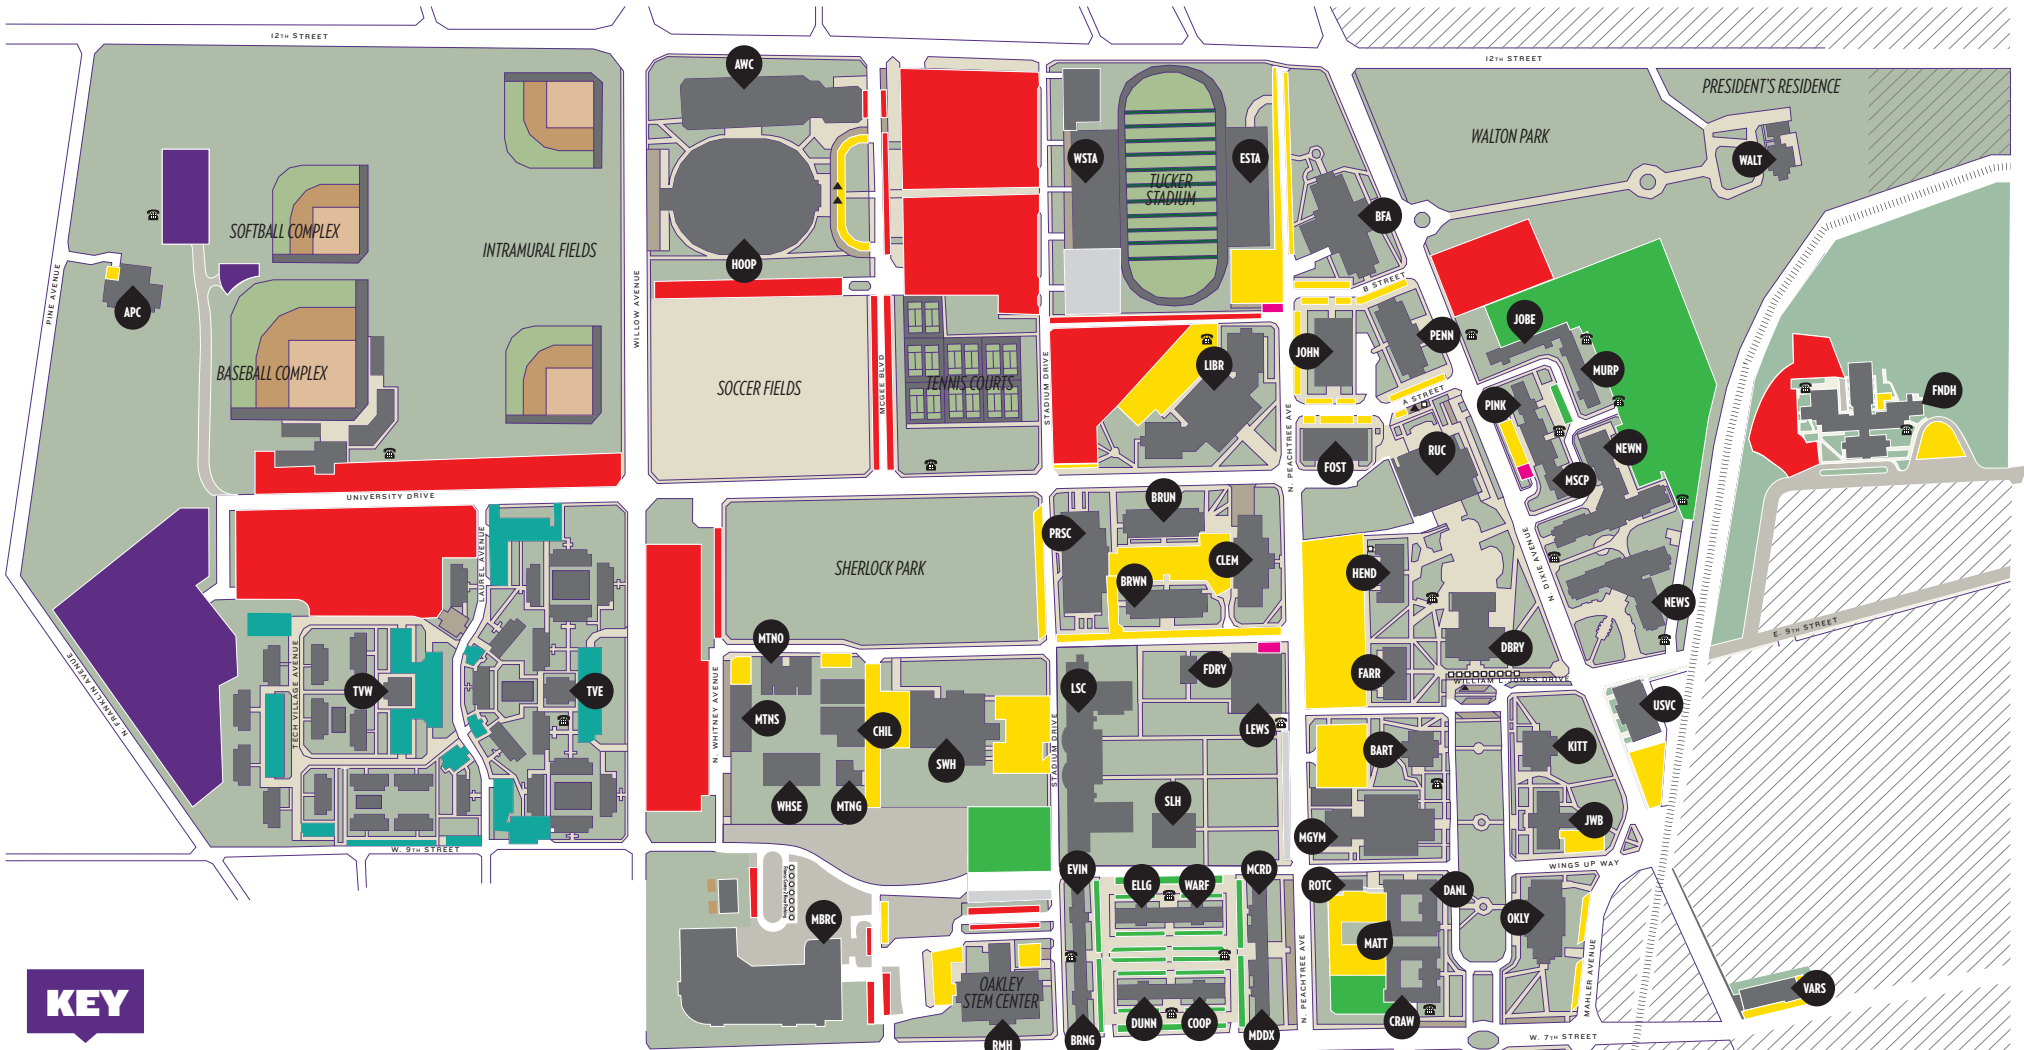 12TH STREET
12TH STREET
PRESIDENT'S RESIDENCE
AWC
WALTON PARK
WSTA
ESTA
WALT
TUCKER
STADIUM
BFA
SOFTBALL COMPLEX
INTRAMURAL FIELDS
HOOP
PINE AVENUE
APC
WILLOW AVENUE
B STREET
JOBE
PENN
JOHN
LIBR
MURP
BASEBALL COMPLEX
SOCCER FIELDS
MCGEE BLVD
TENNIS COURTS
STADIUM DRIVE
A STREET
PINK
FNDH
N. PEACHTREE AVE
RUC
NEWN
FOST
MSCP
UNIVERSITY DRIVE
BRUN
PRSC
LAUREL AVENUE
SHERLOCK PARK
CLEM
HEND
BRWN
N. DIXIE AVENUE
NEWS
E. 9TH STREET
MTNO
DBRY
FDRY
FARR
WILLIAM L. JONES DRIVE
N. FRANKLIN AVENUE
TECH VILLAGE AVENUE
TVW
TVE
N. WHITNEY AVENUE
LSC
USVC
MTNS
CHIL
LEWS
STADIUM DRIVE
BART
KITT
SWH
WHSE
MTNG
SLH
JWB
MGYM
W. 9TH STREET
WINGS UP WAY
EVIN
MCRD
ELLG
WARF
ROTC
DANL
MBRC
OKLY
MATT
N. PEACHTREE AVE
MAHLER AVENUE
OAKLEY
STEM CENTER
VARS
KEY
DUNN
COOP
CRAW
RMH
BRNG
MDDX
W. 7TH STREET